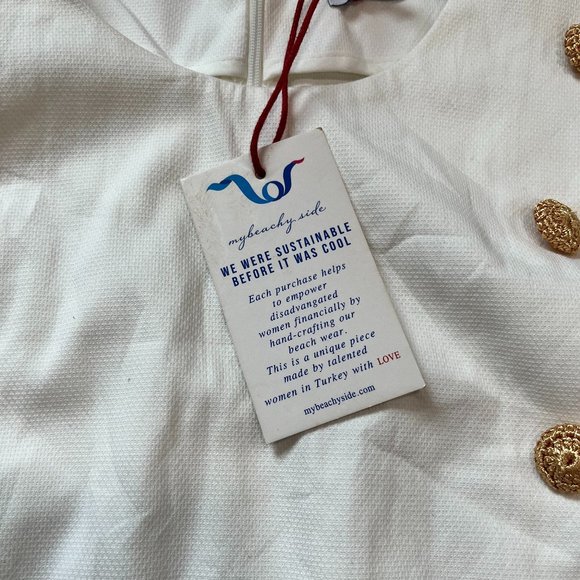 mybeachy side
WE WERE SUSTAINABLE
BEFORE IT WAS COOL
Each purchase helps
to empower
disadvangated
women financially by
hand-crafting our
beach wear.
This is a unique piece
made by talented
women in Turkey with LOVE
mybeachyside.com